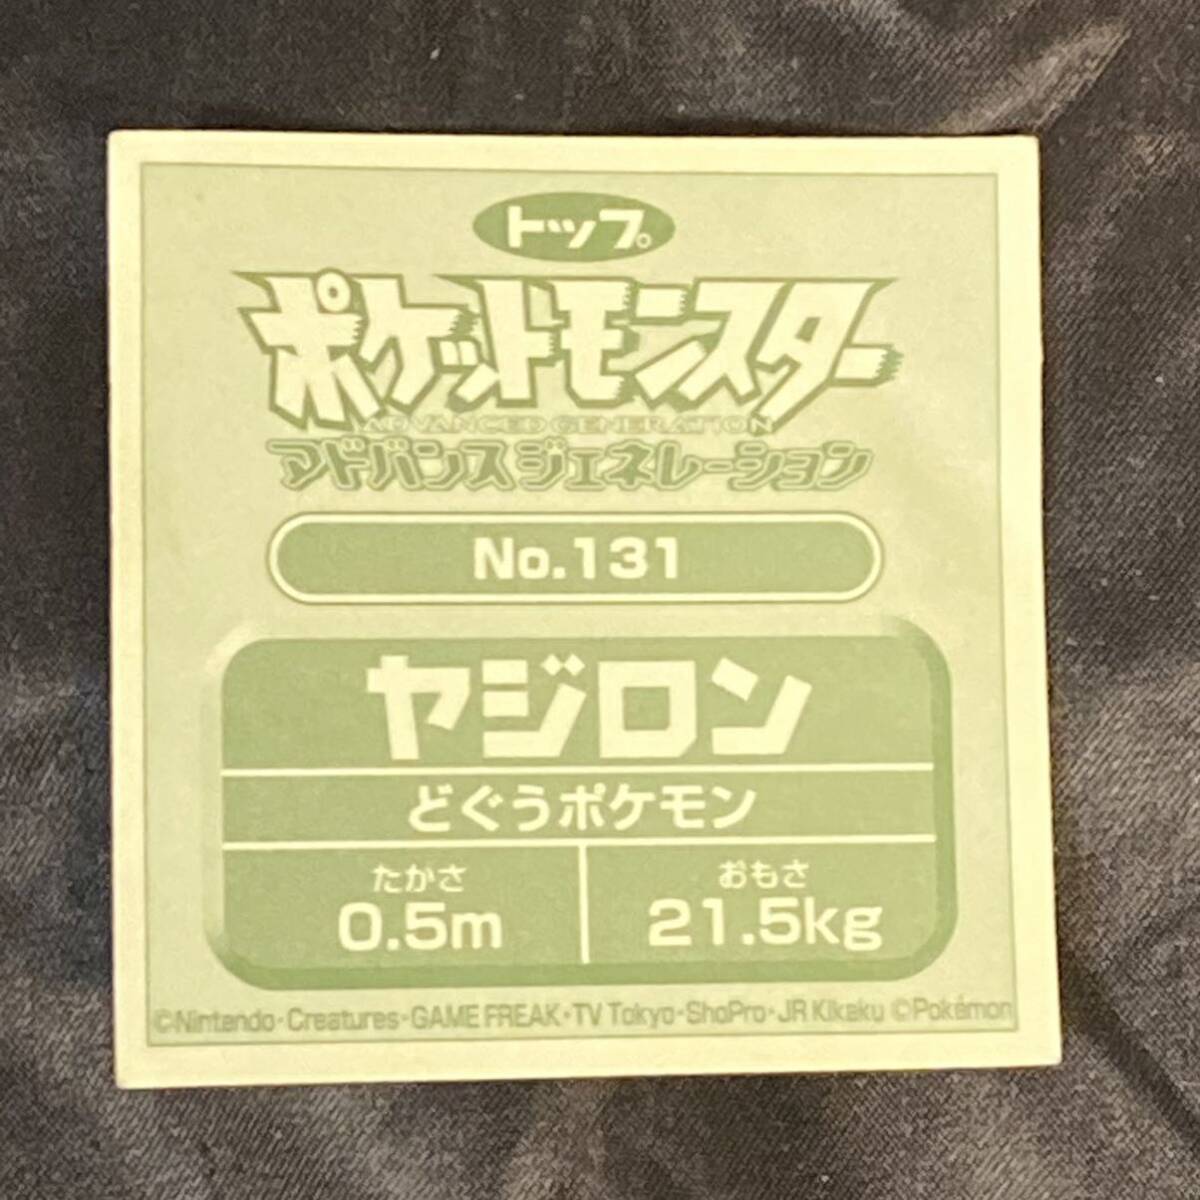 トップ。
ポケットモンスター
ADVANCED GENERATION
アドバンスジェネレーション
No.131
ヤジロン
どぐうポケモン
たかさ おもさ
0.5m 21.5kg
©Nintendo・Creatures・GAME FREAK・TV Tokyo・ShoPro・JR Kikaku ©Pokémon